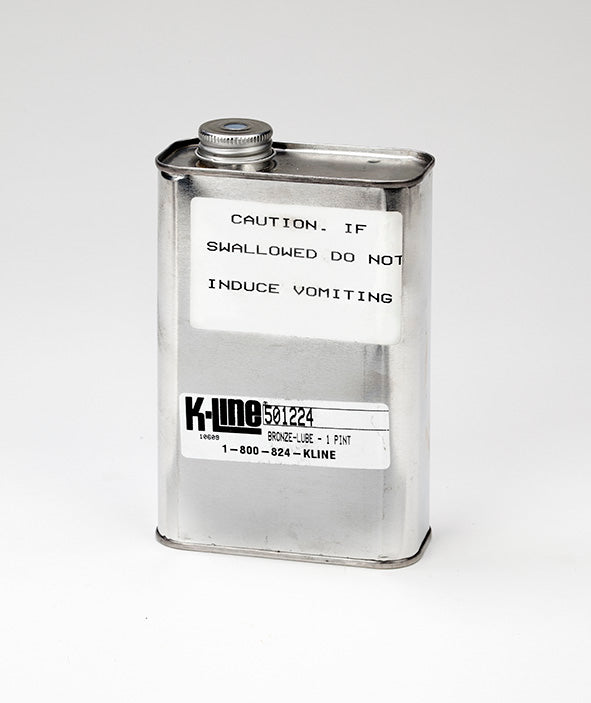 CAUTION. IF
SWALLOWED DO NOT
INDUCE VOMITING
K-Line 501224
10609 BRONZE-LUBE - 1 PINT
1-800-824-KLINE